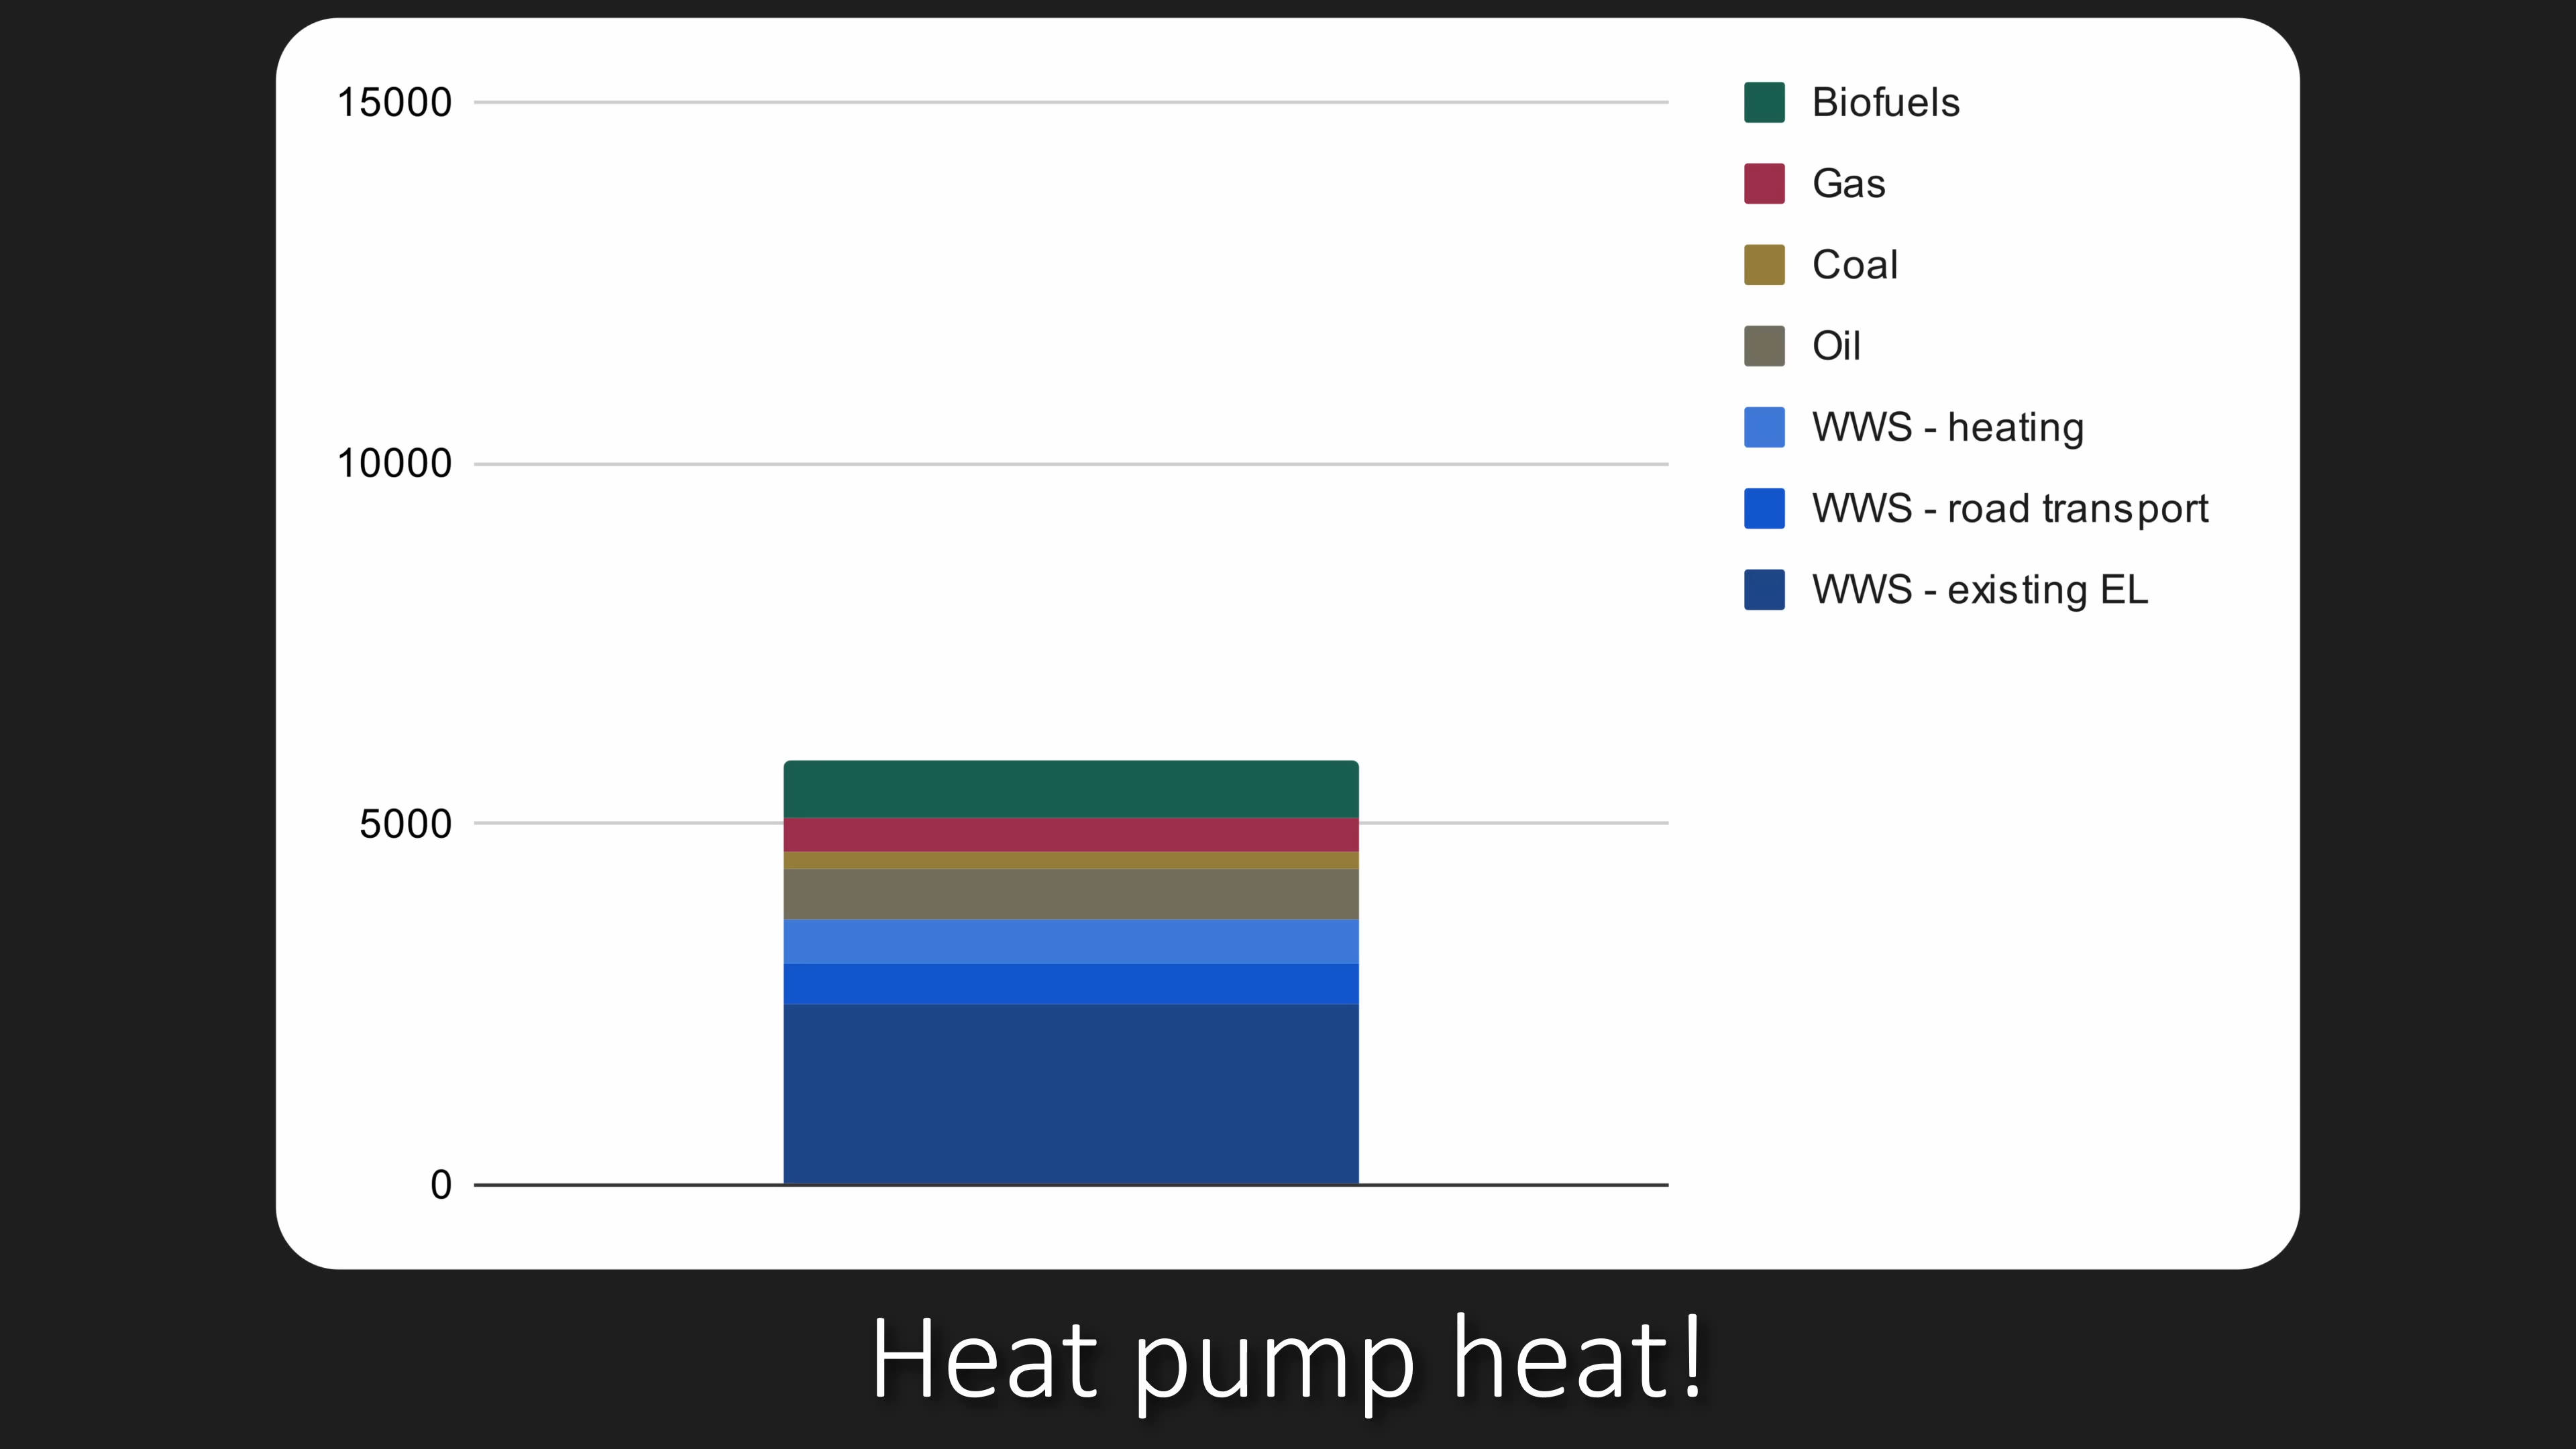 15000
10000
5000
0
Biofuels
Gas
Coal
Oil
WWS - heating
WWS - road transport
WWS - existing EL
Heat pump heat!